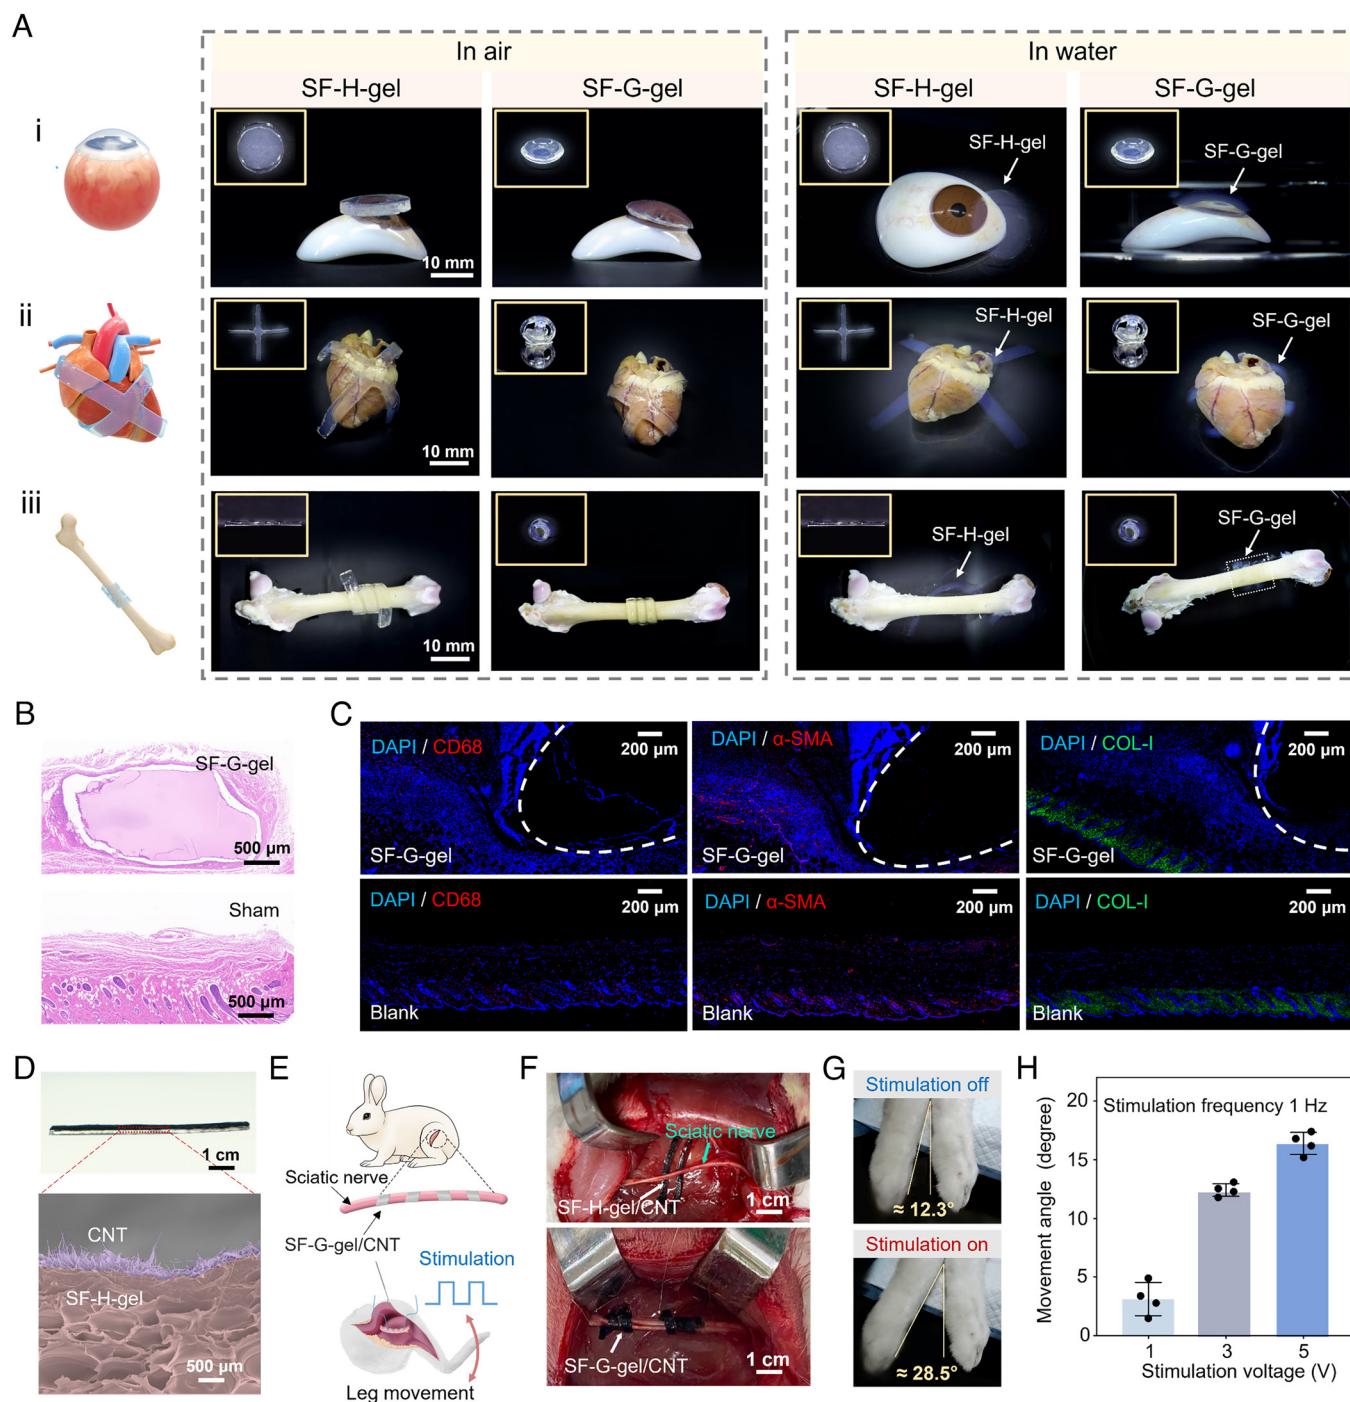 A
In air
In water
SF-H-gel
SF-G-gel
SF-H-gel
SF-G-gel
i
10 mm
SF-H-gel
SF-G-gel
ii
10 mm
SF-H-gel
SF-G-gel
iii
10 mm
SF-H-gel
SF-G-gel
B
SF-G-gel
500 µm
Sham
500 µm
C
DAPI / CD68
200 µm
SF-G-gel
DAPI / α-SMA
200 µm
SF-G-gel
DAPI / COL-I
200 µm
SF-G-gel
DAPI / CD68
200 µm
Blank
DAPI / α-SMA
200 µm
Blank
DAPI / COL-I
200 µm
Blank
D
1 cm
CNT
SF-H-gel
500 µm
E
Sciatic nerve
SF-G-gel/CNT
Stimulation
Leg movement
F
Sciatic nerve
SF-H-gel/CNT
1 cm
SF-G-gel/CNT
1 cm
G
Stimulation off
≈ 12.3°
Stimulation on
≈ 28.5°
H
Stimulation frequency 1 Hz
Movement angle (degree)
20
15
10
5
0
1
3
5
Stimulation voltage (V)